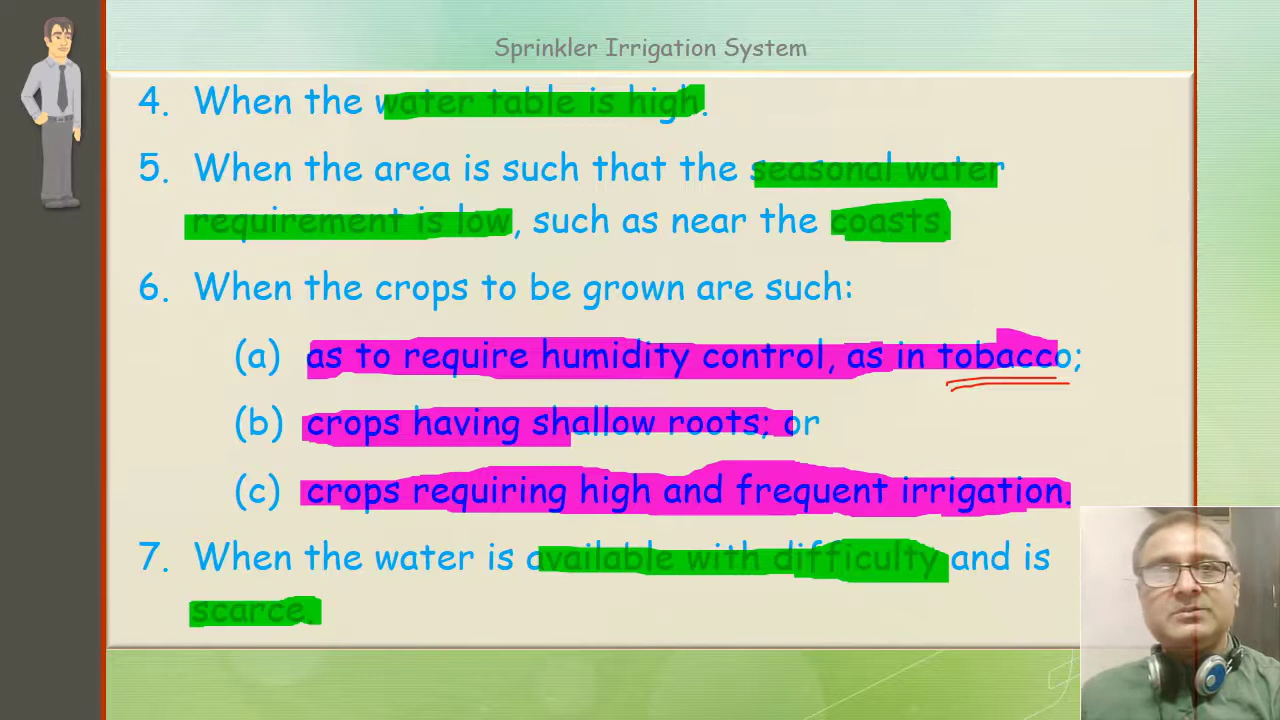 Sprinkler Irrigation System
4. When the water table is high.
5. When the area is such that the seasonal water
requirement is low, such as near the coasts.
6. When the crops to be grown are such:
(a) as to require humidity control, as in tobacco;
(b) crops having shallow roots; or
(c) crops requiring high and frequent irrigation.
7. When the water is available with difficulty and is
scarce.